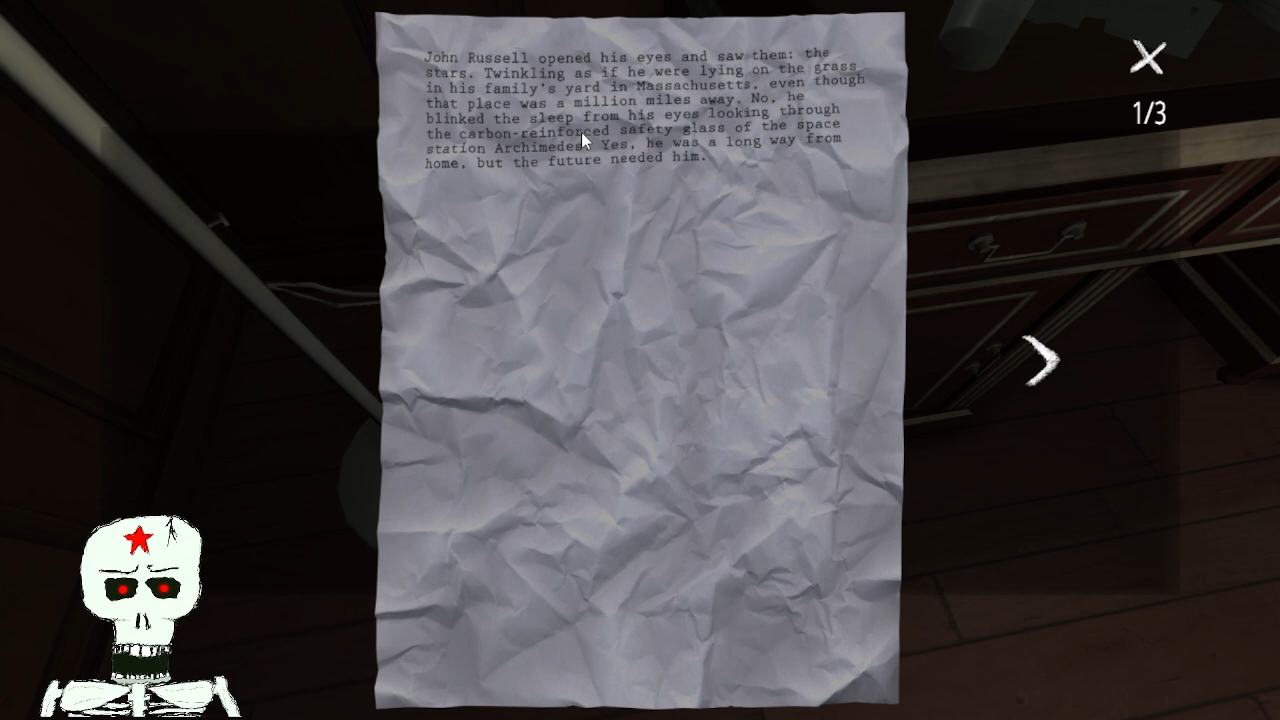 John Russell opened his eyes and saw them: the
stars. Twinkling as if he were lying on the grass
in his family's yard in Massachusetts, even though
that place was a million miles away. No, he
blinked the sleep from his eyes looking through
the carbon-reinforced safety glass of the space
station Archimedes. Yes, he was a long way from
home, but the future needed him.
1/3